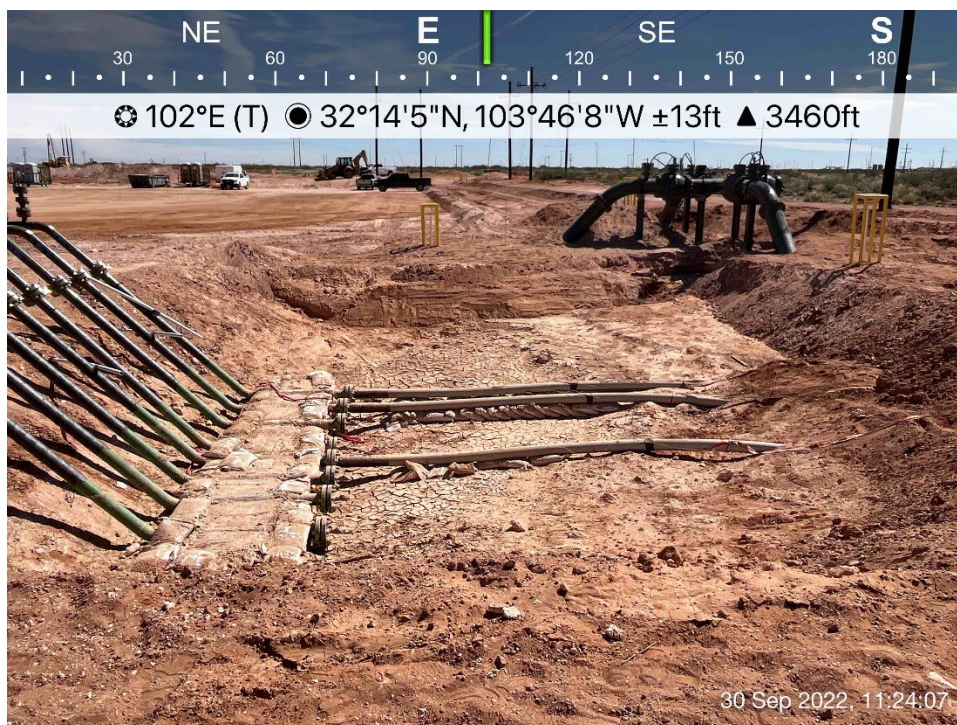 NE E SE S
30 60 90 120 150 180
102°E (T) 32°14'5"N, 103°46'8"W ±13ft ▲ 3460ft
30 Sep 2022, 11:24:07